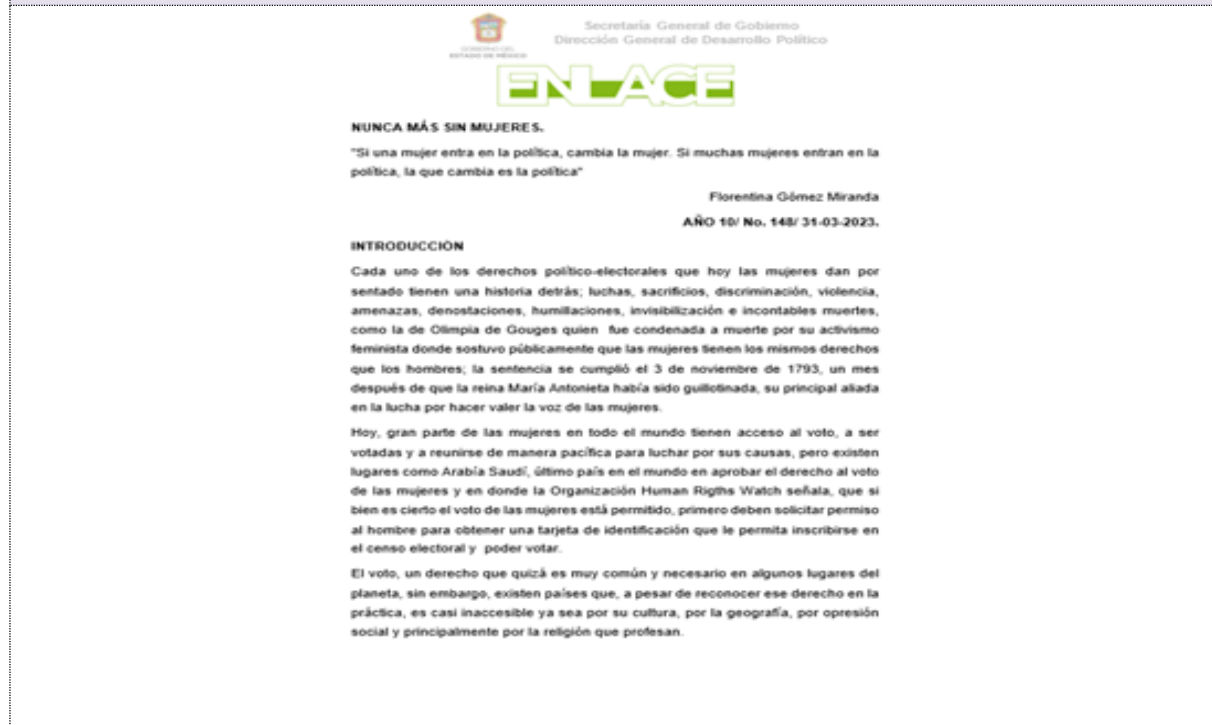 Secretaría General de Gobierno
Dirección General de Desarrollo Político
GOBIERNO DEL
ESTADO DE MÉXICO
ENLACE
NUNCA MÁS SIN MUJERES.
"Si una mujer entra en la política, cambia la mujer. Si muchas mujeres entran en la
política, la que cambia es la política"
Florentina Gómez Miranda
AÑO 10/ No. 148/ 31-03-2023.
INTRODUCCIÓN
Cada uno de los derechos político-electorales que hoy las mujeres dan por
sentado tienen una historia detrás; luchas, sacrificios, discriminación, violencia,
amenazas, denostaciones, humillaciones, invisibilización e incontables muertes,
como la de Olimpia de Gouges quien fue condenada a muerte por su activismo
feminista donde sostuvo públicamente que las mujeres tienen los mismos derechos
que los hombres; la sentencia se cumplió el 3 de noviembre de 1793, un mes
después de que la reina María Antonieta había sido guillotinada, su principal aliada
en la lucha por hacer valer la voz de las mujeres.
Hoy, gran parte de las mujeres en todo el mundo tienen acceso al voto, a ser
votadas y a reunirse de manera pacífica para luchar por sus causas, pero existen
lugares como Arabía Saudí, último país en el mundo en aprobar el derecho al voto
de las mujeres y en donde la Organización Human Rigths Watch señala, que si
bien es cierto el voto de las mujeres está permitido, primero deben solicitar permiso
al hombre para obtener una tarjeta de identificación que le permita inscribirse en
el censo electoral y poder votar.
El voto, un derecho que quizá es muy común y necesario en algunos lugares del
planeta, sin embargo, existen países que, a pesar de reconocer ese derecho en la
práctica, es casi inaccesible ya sea por su cultura, por la geografía, por opresión
social y principalmente por la religión que profesan.